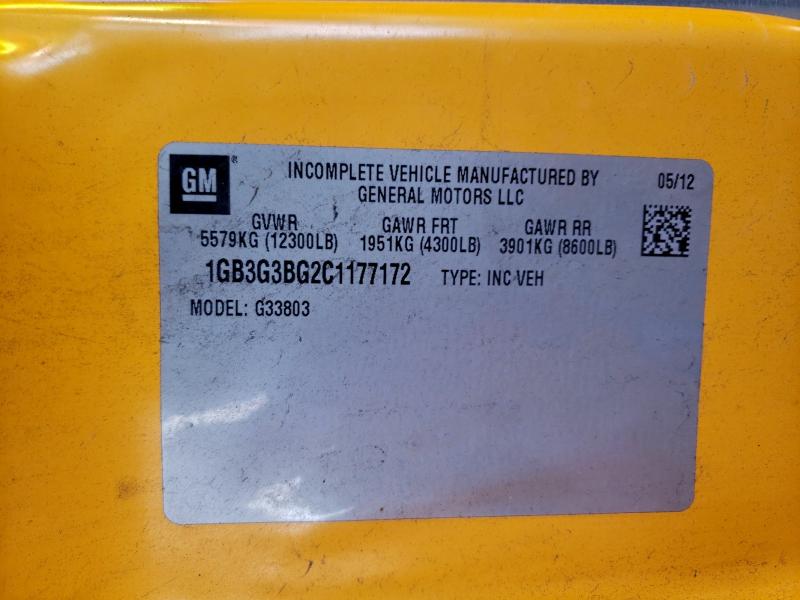 GM®
INCOMPLETE VEHICLE MANUFACTURED BY
GENERAL MOTORS LLC
05/12
GVWR GAWR FRT GAWR RR
5579KG (12300LB) 1951KG (4300LB) 3901KG (8600LB)
1GB3G3BG2C1177172 TYPE: INC VEH
MODEL: G33803